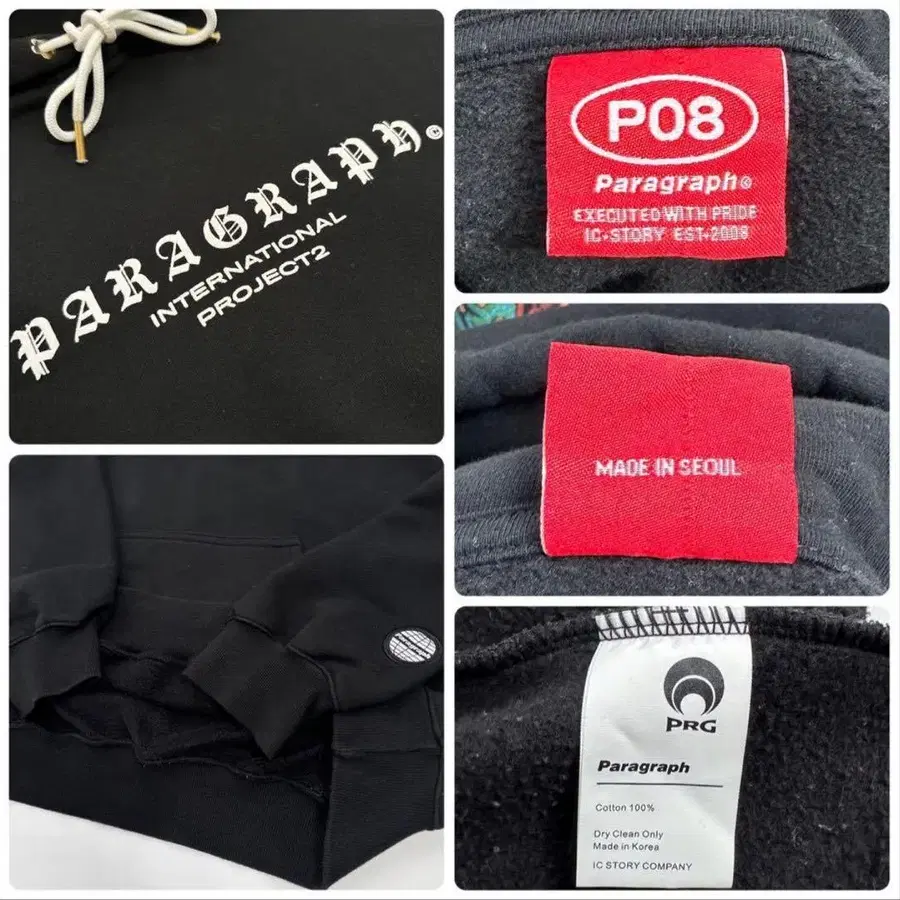 PARAGRAPH©
INTERNATIONAL
PROJECT2
P08
Paragraph©
EXECUTED WITH PRIDE
IC-STORY EST-2008
MADE IN SEOUL
Paragraph
PRG
Paragraph
Cotton 100%
Dry Clean Only
Made in Korea
IC STORY COMPANY